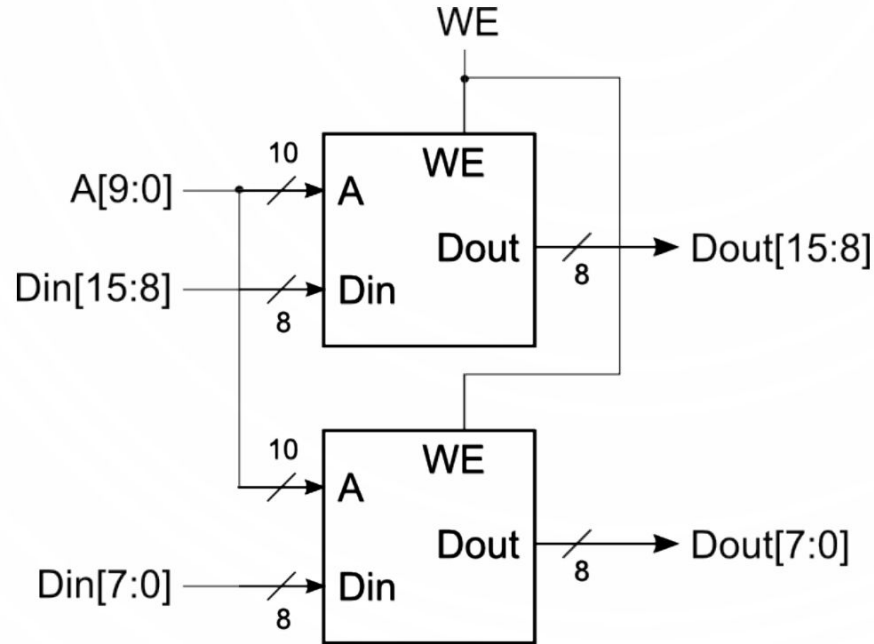 WE
10
A[9:0]
A
WE
Dout
Dout[15:8]
8
Din[15:8]
Din
8
10
A
WE
Dout
Dout[7:0]
8
Din[7:0]
Din
8